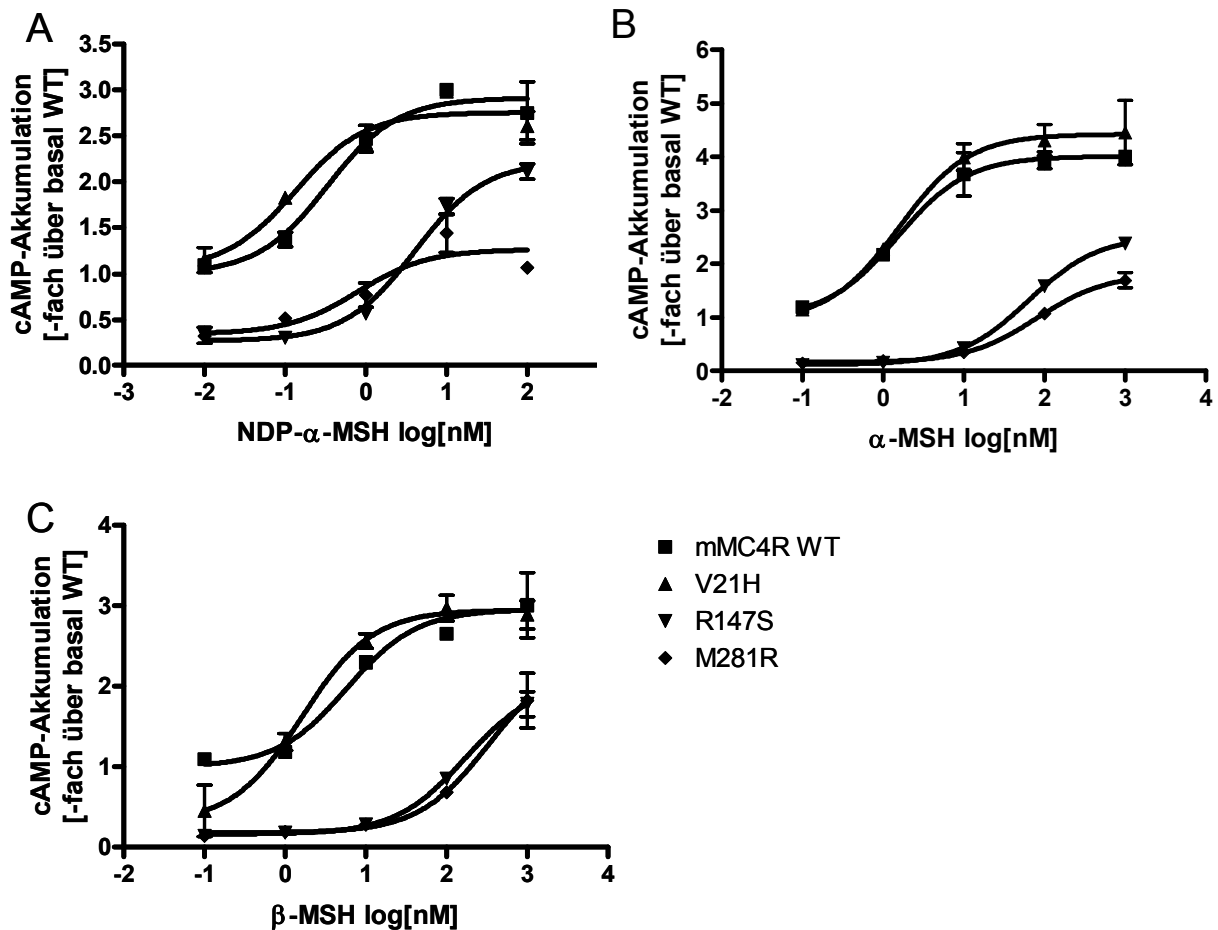 A
cAMP-Akkumulation
[-fach über basal WT]
3.5
3.0
2.5
2.0
1.5
1.0
0.5
0.0
-3
-2
-1
0
1
2
NDP-α-MSH log[nM]
B
cAMP-Akkumulation
[-fach über basal WT]
6
5
4
3
2
1
0
-2
-1
0
1
2
3
4
α-MSH log[nM]
C
cAMP-Akkumulation
[-fach über basal WT]
4
3
2
1
0
-2
-1
0
1
2
3
4
β-MSH log[nM]
mMC4R WT
V21H
R147S
M281R